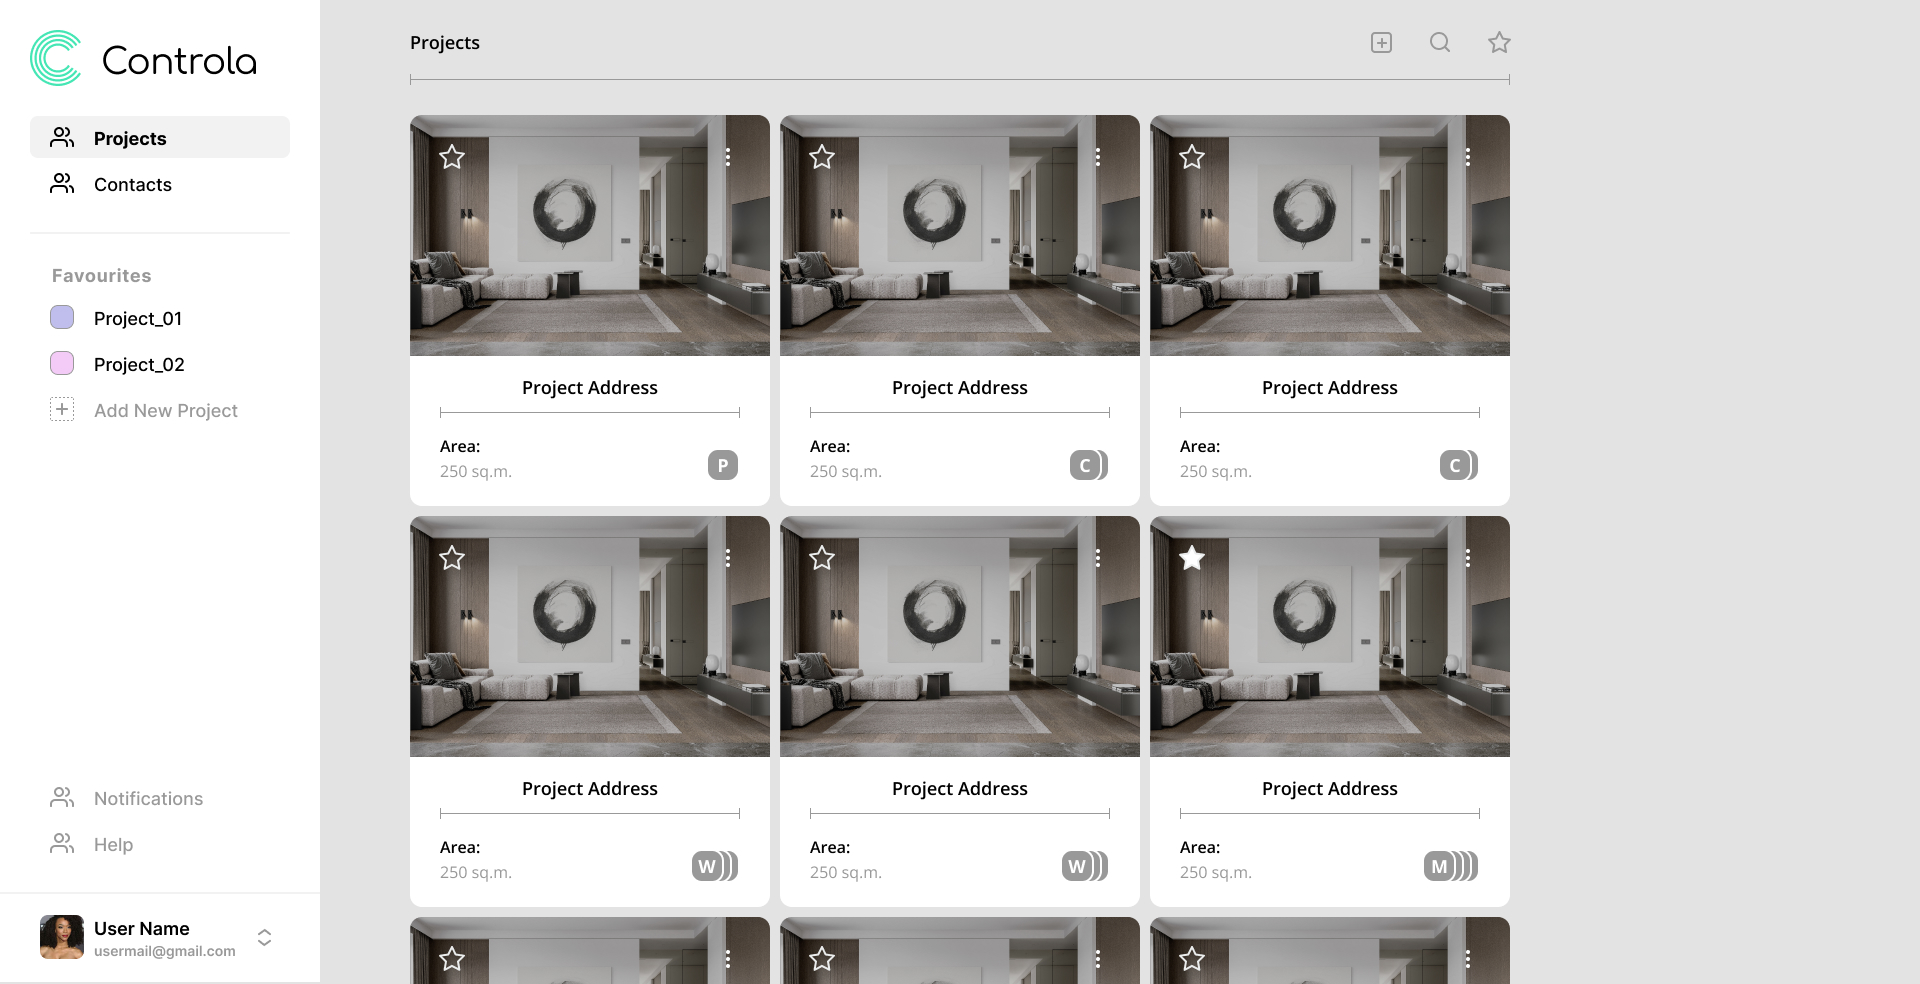 Controla
Projects
Contacts
Favourites
Project_01
Project_02
Add New Project
Notifications
Help
User Name
usermail@gmail.com
Projects
Project Address
Area:
250 sq.m.
P
Project Address
Area:
250 sq.m.
C
Project Address
Area:
250 sq.m.
C
Project Address
Area:
250 sq.m.
W
Project Address
Area:
250 sq.m.
W
Project Address
Area:
250 sq.m.
M